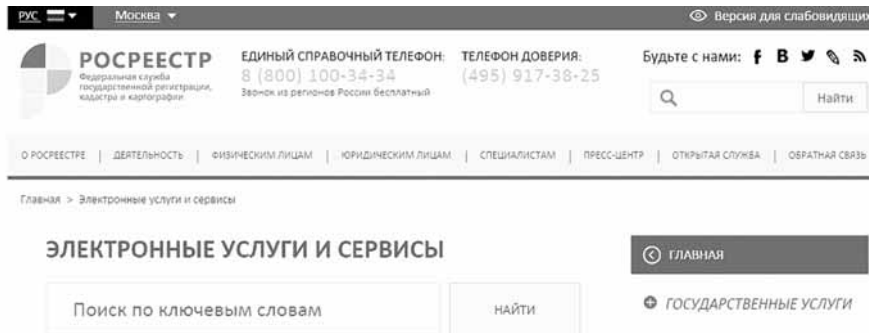 РУС Москва Версия для слабовидящих
РОСРЕЕСТР
Федеральная служба
государственной регистрации,
кадастра и картографии
ЕДИНЫЙ СПРАВОЧНЫЙ ТЕЛЕФОН:
8 (800) 100-34-34
Звонок из регионов России бесплатный
ТЕЛЕФОН ДОВЕРИЯ:
(495) 917-38-25
Будьте с нами:
Найти
О РОСРЕЕСТРЕ | ДЕЯТЕЛЬНОСТЬ | ФИЗИЧЕСКИМ ЛИЦАМ | ЮРИДИЧЕСКИМ ЛИЦАМ | СПЕЦИАЛИСТАМ | ПРЕСС-ЦЕНТР | ОТКРЫТАЯ СЛУЖБА | ОБРАТНАЯ СВЯЗЬ
Главная > Электронные услуги и сервисы
ЭЛЕКТРОННЫЕ УСЛУГИ И СЕРВИСЫ
Поиск по ключевым словам НАЙТИ
ГЛАВНАЯ
ГОСУДАРСТВЕННЫЕ УСЛУГИ